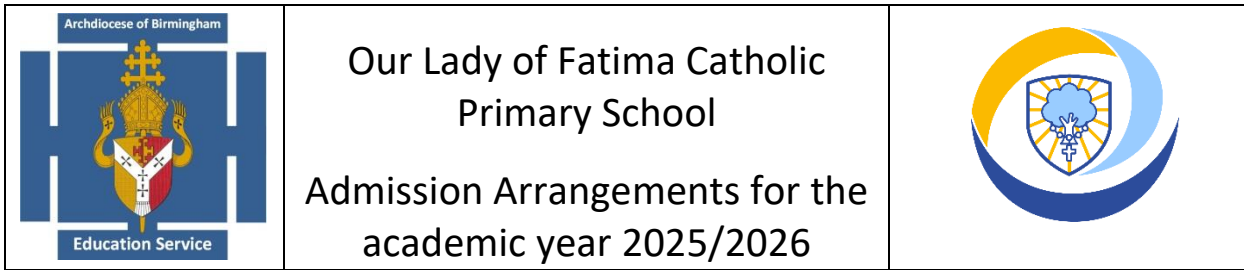 Archdiocese of Birmingham
Education Service
Our Lady of Fatima Catholic
Primary School
Admission Arrangements for the
academic year 2025/2026